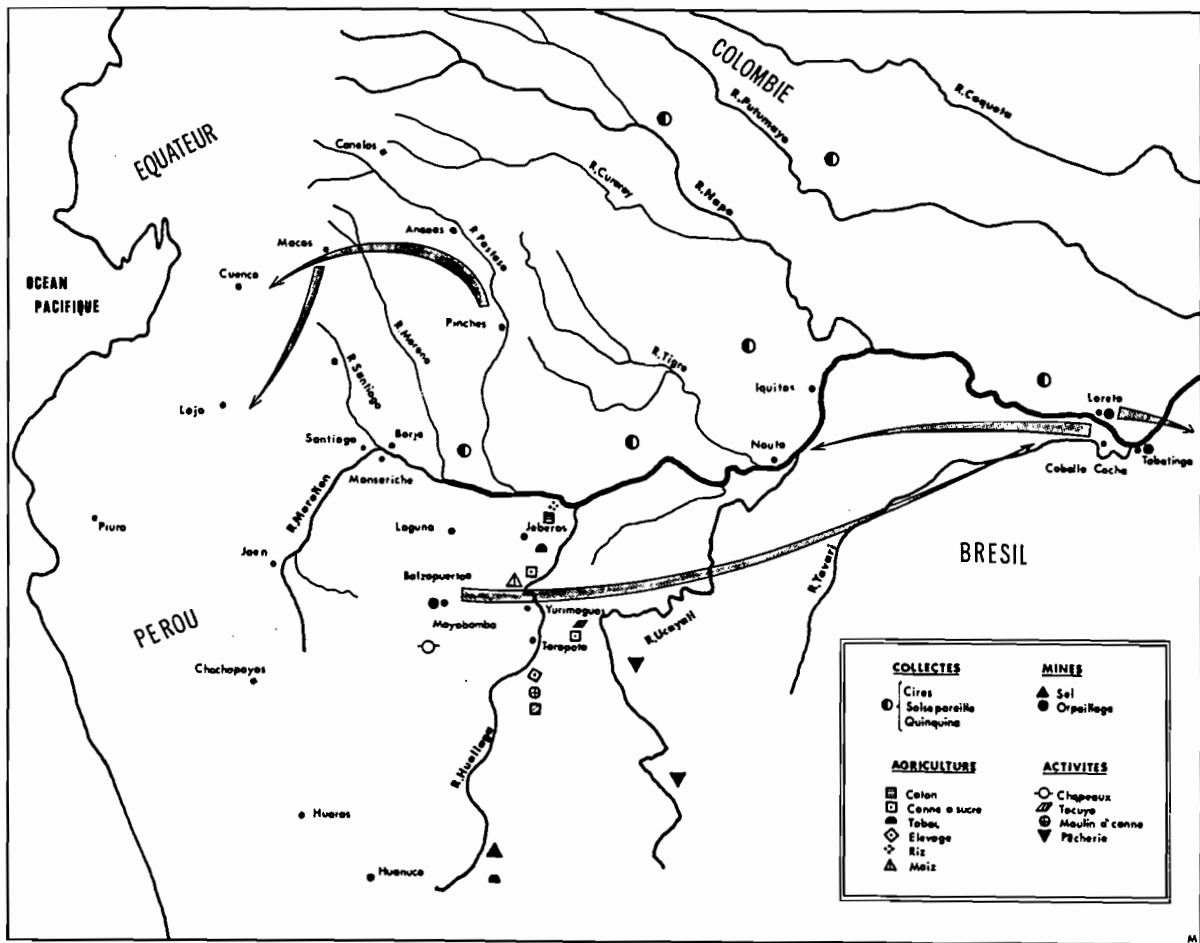 COLOMBIE
R.Caqueta
R.Putumayo
EQUATEUR
Canelos
R.Curaray
R.Napo
Macas
Andoas
R Pastaza
OCEAN
PACIFIQUE
Cuenca
Pinches
R.Morona
R.Santiago
R.Tigre
Iquitos
Loja
Loreto
Santiago
Borja
Nauta
Caballo Cocha
Tabatinga
Manseriche
R.Marañon
Piura
Laguna
Jeberos
Jaen
Balzapuerto
BRESIL
R.Yavari
Moyobamba
Yurimaguas
PEROU
Tarapoto
R.Ucayali
Chachapoyas
R.Huallaga
Huaras
Huanuco
COLLECTES
Cires
Salsepareille
Quinquina
MINES
Sel
Orpaillage
AGRICULTURE
Coton
Canne a sucre
Tabac
Elevage
Riz
Maiz
ACTIVITES
Chapeaux
Tocuyo
Moulin a canne
Pêcherie
M